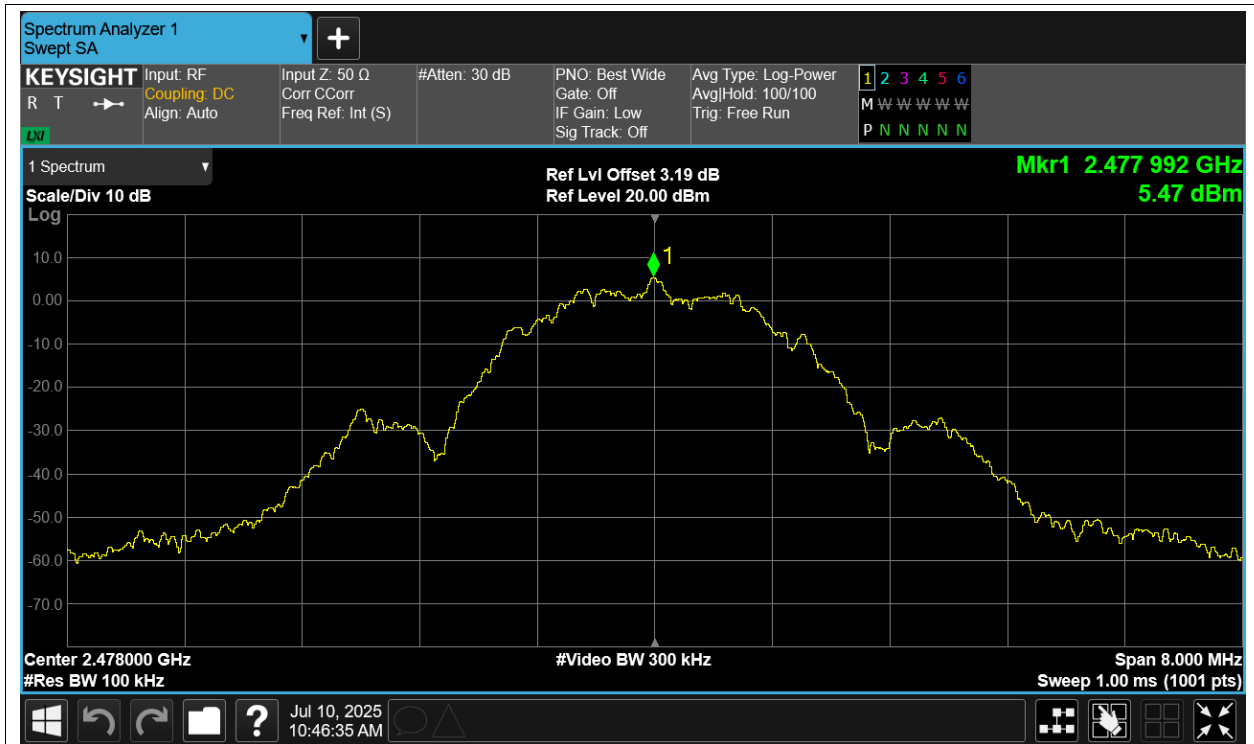 Spectrum Analyzer 1
Swept SA
+
KEYSIGHT
R T
LXI
Input: RF
Coupling: DC
Align: Auto
Input Z: 50 Ω
Corr CCorr
Freq Ref: Int (S)
#Atten: 30 dB
PNO: Best Wide
Gate: Off
IF Gain: Low
Sig Track: Off
Avg Type: Log-Power
Avg|Hold: 100/100
Trig: Free Run
1 2 3 4 5 6
M W W W W W
P N N N N N
1 Spectrum
Scale/Div 10 dB
Log
Ref Lvl Offset 3.19 dB
Ref Level 20.00 dBm
Mkr1 2.477 992 GHz
5.47 dBm
1
10.0
0.00
-10.0
-20.0
-30.0
-40.0
-50.0
-60.0
-70.0
Center 2.478000 GHz
#Res BW 100 kHz
#Video BW 300 kHz
Span 8.000 MHz
Sweep 1.00 ms (1001 pts)
?
Jul 10, 2025
10:46:35 AM